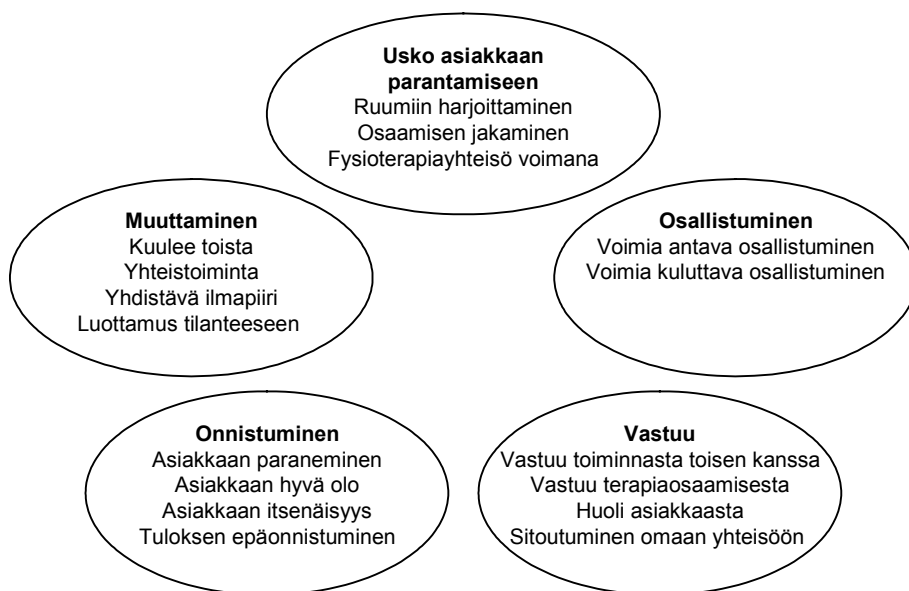 Usko asiakkaan
parantamiseen
Ruumiin harjoittaminen
Osaamisen jakaminen
Fysioterapiayhteisö voimana
Muuttaminen
Kuulee toista
Yhteistoiminta
Yhdistävä ilmapiiri
Luottamus tilanteeseen
Osallistuminen
Voimia antava osallistuminen
Voimia kuluttava osallistuminen
Onnistuminen
Asiakkaan paraneminen
Asiakkaan hyvä olo
Asiakkaan itsenäisyys
Tuloksen epäonnistuminen
Vastuu
Vastuu toiminnasta toisen kanssa
Vastuu terapiaosaamisesta
Huoli asiakkaasta
Sitoutuminen omaan yhteisöön